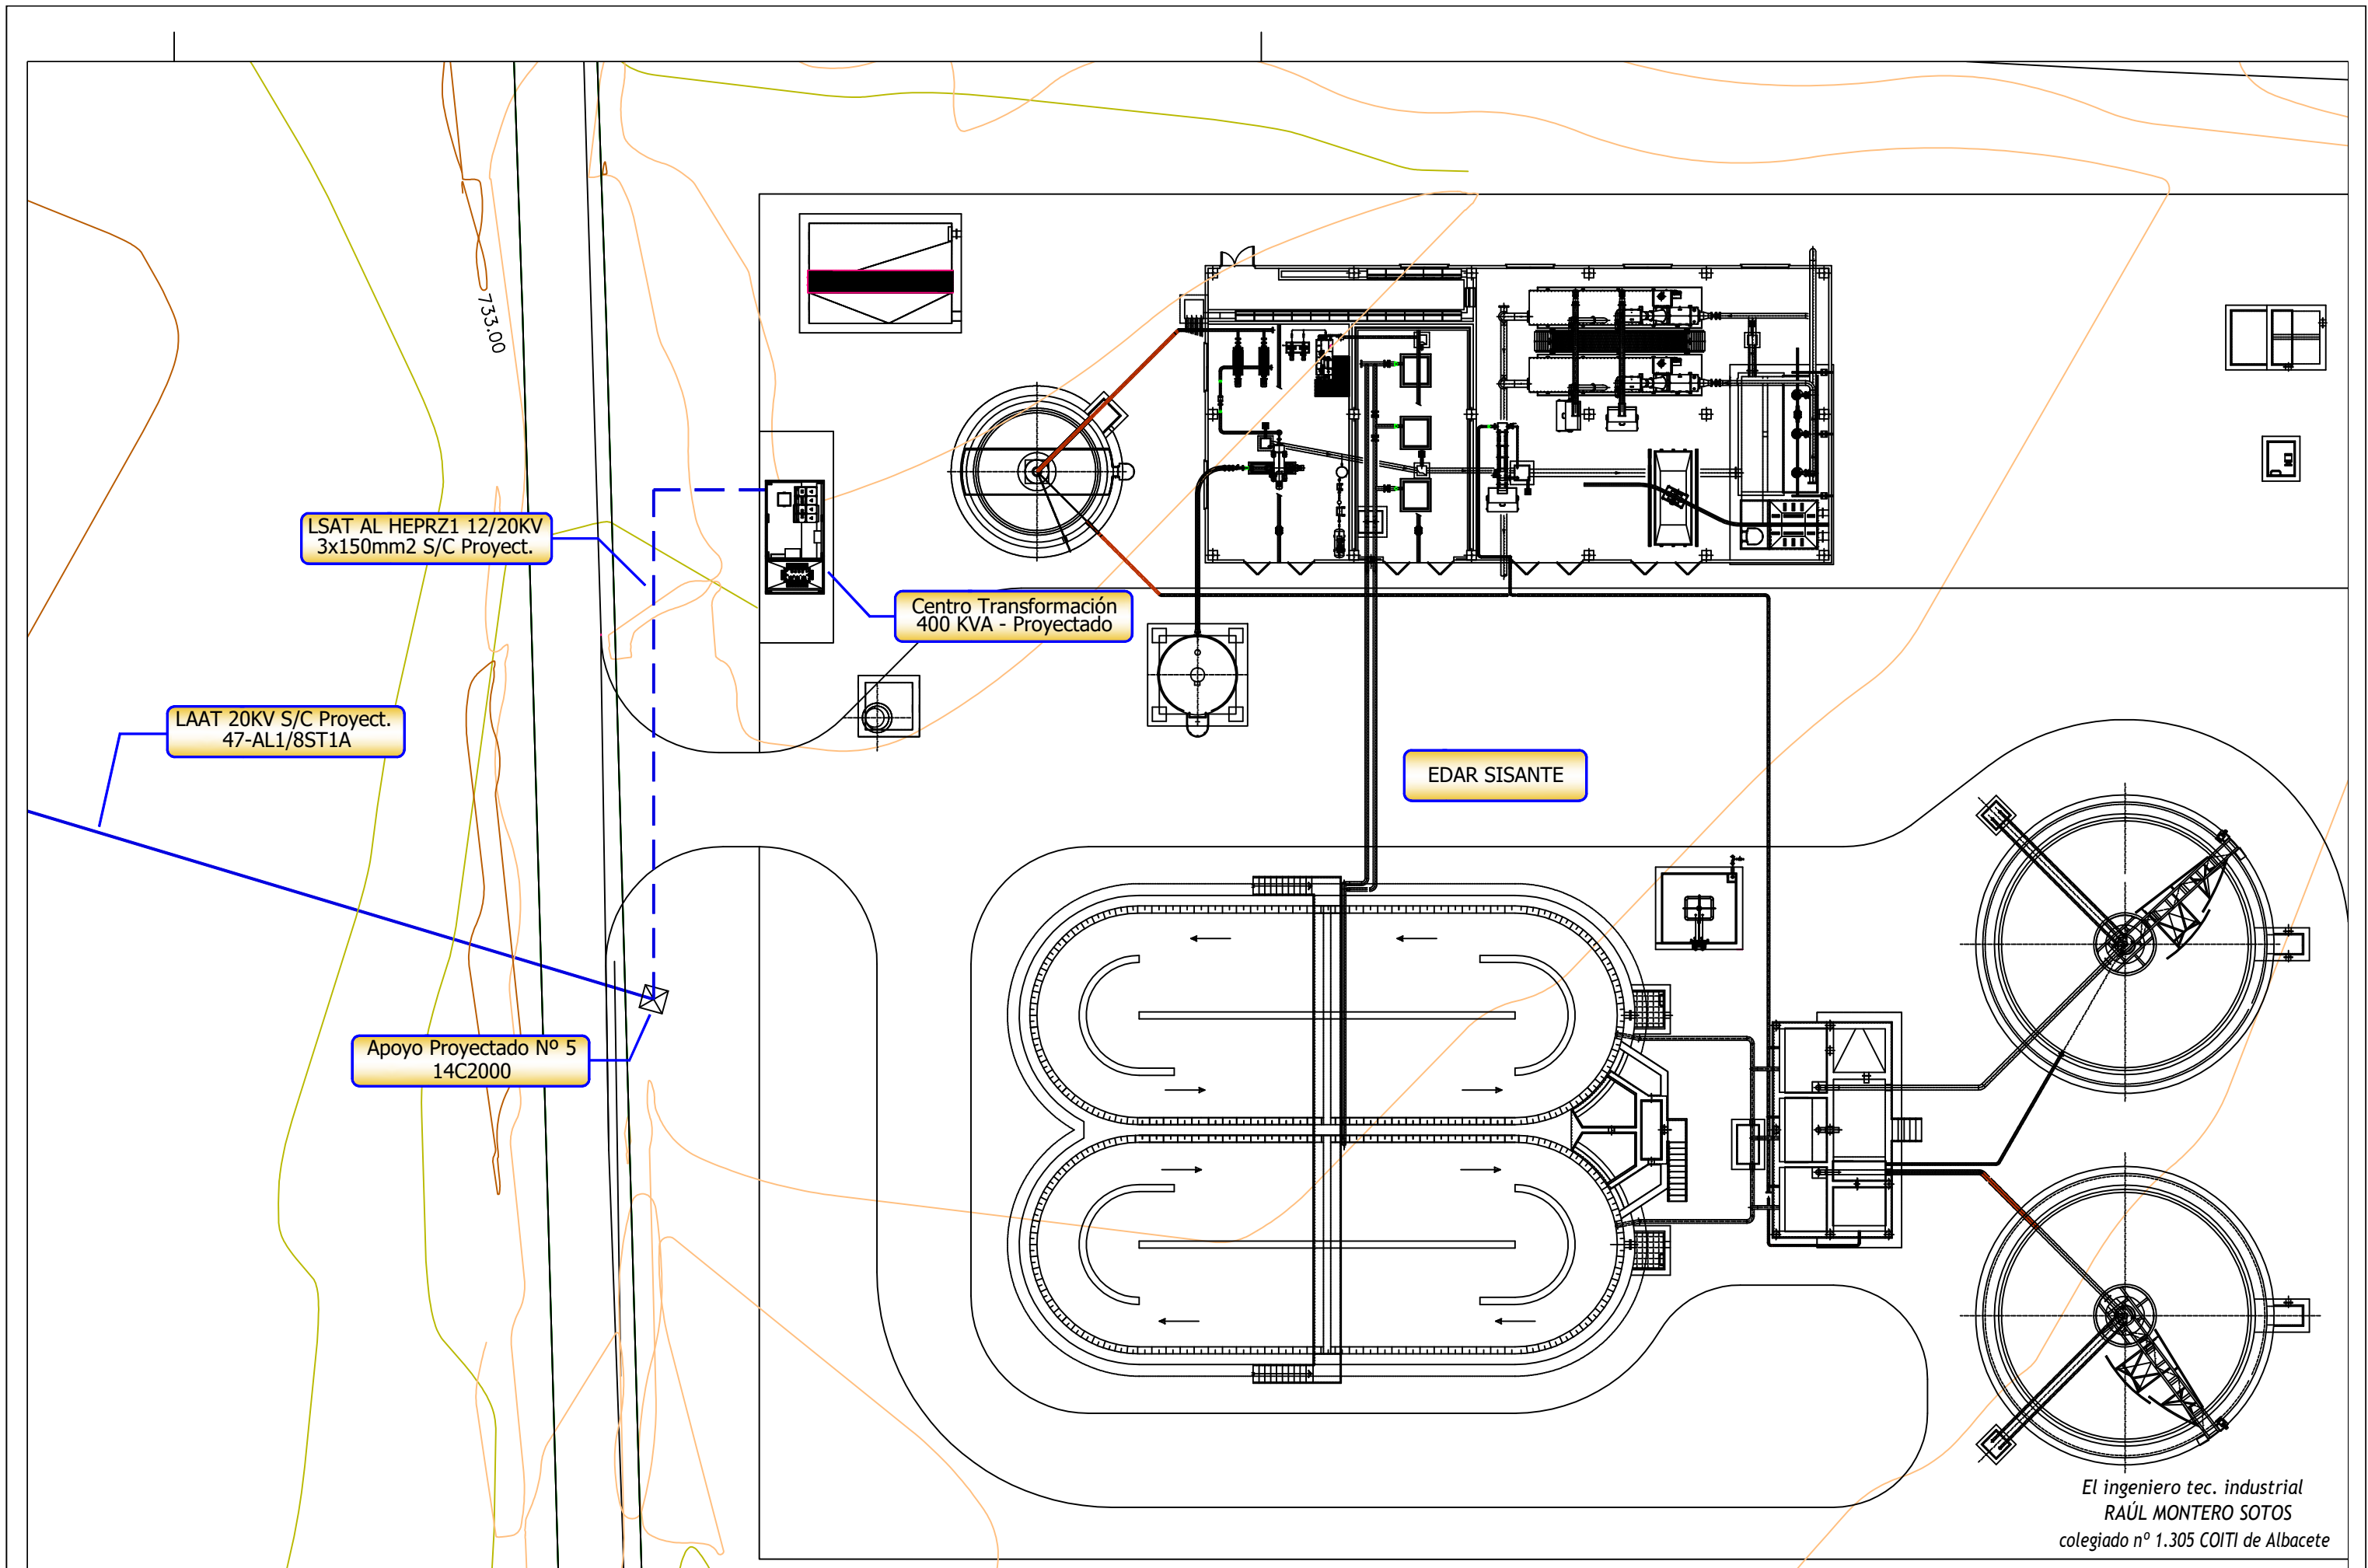 733.00
LSAT AL HEPRZ1 12/20KV
3x150mm2 S/C Proyect.
Centro Transformación
400 KVA - Proyectado
LAAT 20KV S/C Proyect.
47-AL1/8ST1A
EDAR SISANTE
Apoyo Proyectado Nº 5
14C2000
El ingeniero tec. industrial
RAÚL MONTERO SOTOS
colegiado nº 1.305 COITI de Albacete